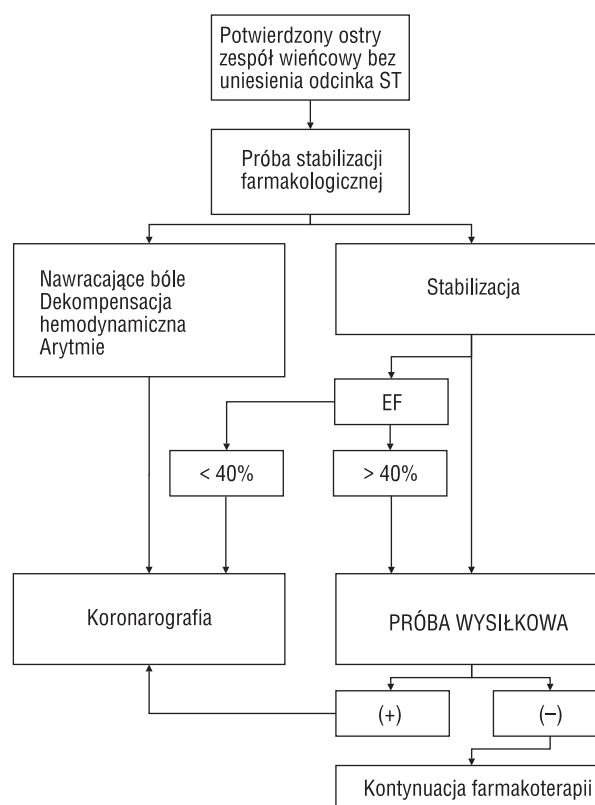 Potwierdzony ostry
zespół wieńcowy bez
uniesienia odcinka ST
Próba stabilizacji
farmakologicznej
Nawracające bóle
Dekompensacja
hemodynamiczna
Arytmie
Stabilizacja
EF
< 40%
> 40%
Koronarografia
PRÓBA WYSIŁKOWA
(+)
(–)
Kontynuacja farmakoterapii